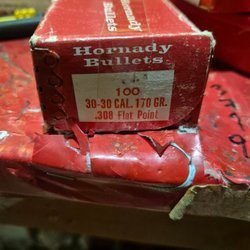 Hornady
Bullets
Hornady
Bullets
100
30-30 CAL. 170 GR.
.308 Flat Point